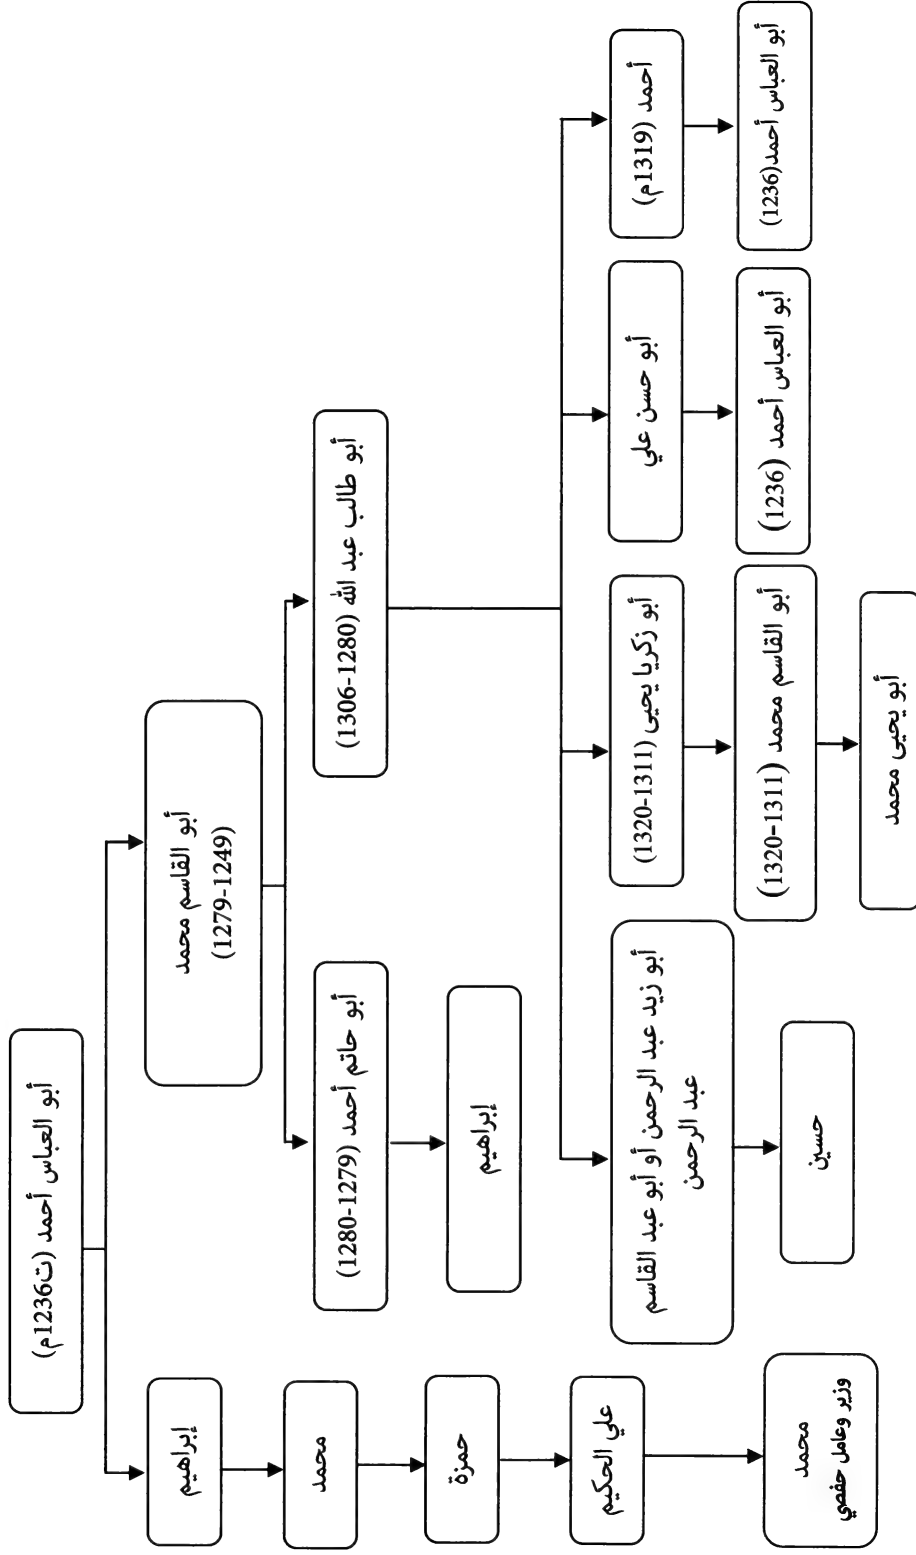 أبو العباس أحمد (ت1236م)
أبو القاسم محمد
(1249-1279)
إبراهيم
أبو طالب عبد الله (1280-1306)
أبو حاتم أحمد (1279-1280)
محمد
إبراهيم
حمزة
أحمد (1319م)
أبو حسن علي
أبو زكريا يحيى (1311-1320)
أبو زيد عبد الرحمن أو أبو عبد القاسم
عبد الرحمن
علي الحكيم
أبو العباس أحمد(1236)
أبو العباس أحمد (1236)
أبو القاسم محمد (1311-1320)
حسين
محمد
وزير وعامل حفصي
أبو يحيى محمد